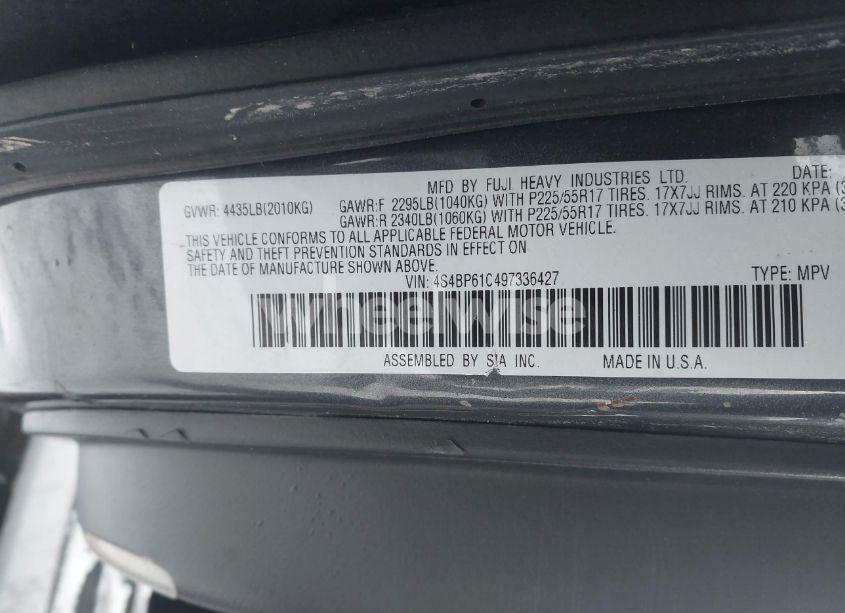 MFD BY FUJI HEAVY INDUSTRIES LTD. DATE:
GVWR: 4435LB(2010KG) GAWR:F 2295LB(1040KG) WITH P225/55R17 TIRES. 17X7JJ RIMS. AT 220 KPA (3
GAWR:R 2340LB(1060KG) WITH P225/55R17 TIRES. 17X7JJ RIMS. AT 210 KPA (3
THIS VEHICLE CONFORMS TO ALL APPLICABLE FEDERAL MOTOR VEHICLE.
SAFETY AND THEFT PREVENTION STANDARDS IN EFFECT ON
THE DATE OF MANUFACTURE SHOWN ABOVE.
VIN: 4S4BP61C497336427 TYPE: MPV
wheelwise
ASSEMBLED BY SIA INC. MADE IN U.S.A.